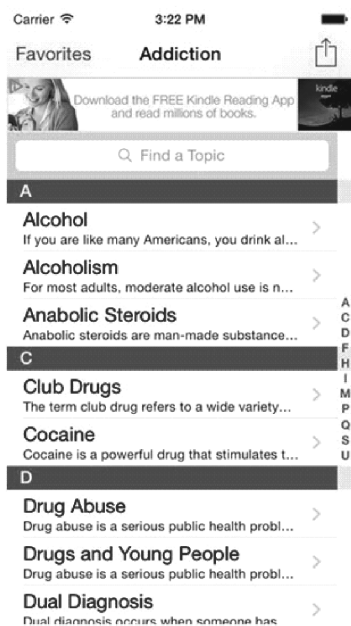 Carrier 3:22 PM
Favorites Addiction
Download the FREE Kindle Reading App
and read millions of books.
kindle
Find a Topic
A
Alcohol
If you are like many Americans, you drink al...
Alcoholism
For most adults, moderate alcohol use is n...
Anabolic Steroids
Anabolic steroids are man-made substance...
C
Club Drugs
The term club drug refers to a wide variety...
Cocaine
Cocaine is a powerful drug that stimulates t...
D
Drug Abuse
Drug abuse is a serious public health probl...
Drugs and Young People
Drug abuse is a serious public health probl...
Dual Diagnosis
Dual diagnosis occurs when someone has
A
C
D
F
H
I
M
P
Q
S
U